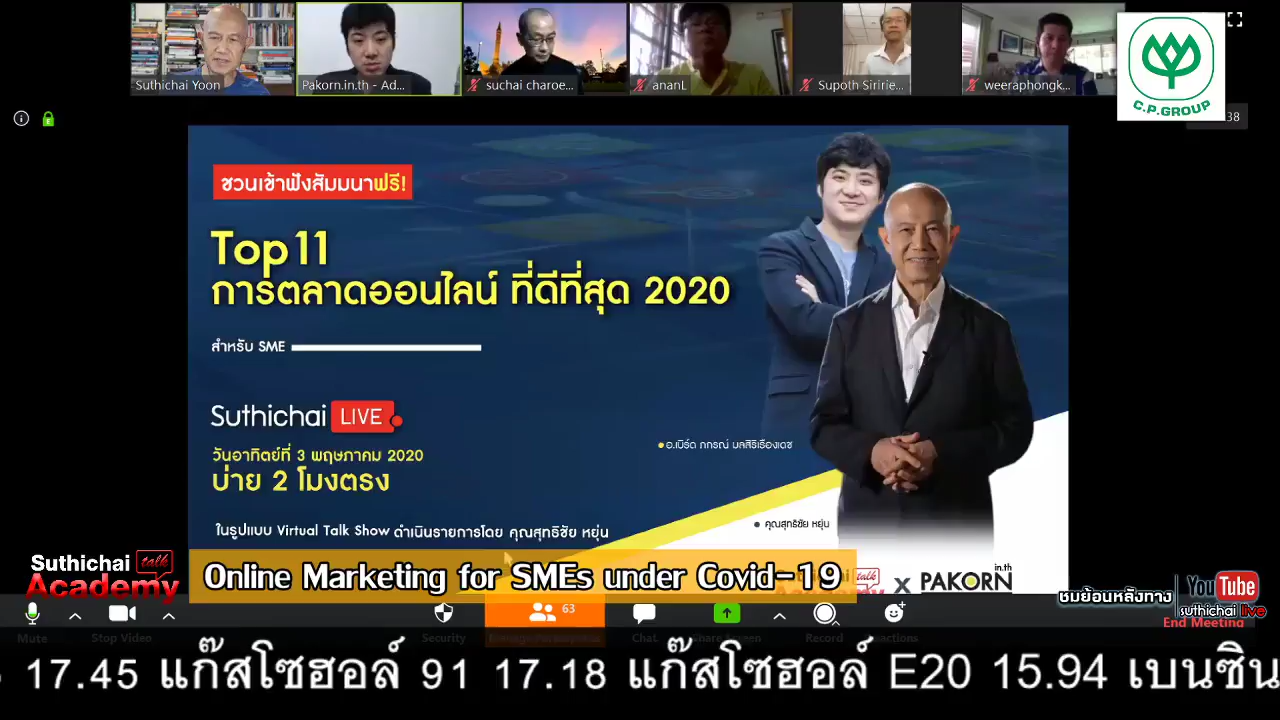 Suthichai Yoon
Pakorn.in.th - Ad...
suchai charoe...
ananL
Supoth Siririe...
weeraphongk...
C.P.GROUP
38
ชวนเข้าฟังสัมมนาฟรี!
Top 11
การตลาดออนไลน์ ที่ดีที่สุด 2020
สำหรับ SME
Suthichai LIVE
วันอาทิตย์ที่ 3 พฤษภาคม 2020
บ่าย 2 โมงตรง
อ.เบิร์ด ภกรณ์ มลสิริเรืองเดช
คุณสุทธิชัย หยุ่น
ในรูปแบบ Virtual Talk Show ดำเนินรายการโดย คุณสุทธิชัย หยุ่น
Suthichai talk
Academy
Online Marketing for SMEs under Covid-19
talk
x PAKORN in.th
ชมย้อนหลังทาง YouTube
suthichai live
End Meeting
63
Mute
Stop Video
Security
Chat
Share Screen
Record
Reactions
17.45 แก๊สโซฮอล์ 91 17.18 แก๊สโซฮอล์ E20 15.94 เบนซิน